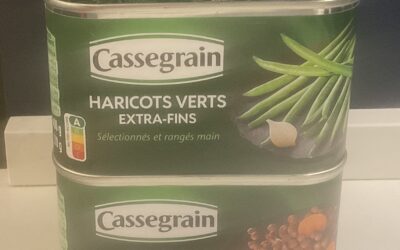 Cassegrain
HARICOTS VERTS
EXTRA-FINS
Sélectionnés et rangés main
A
Cassegrain